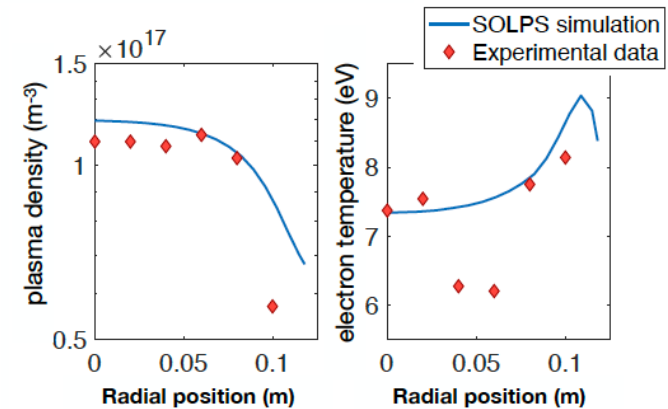 SOLPS simulation
Experimental data
×10^17
1.5
1
0.5
plasma density (m^-3)
0 0.05 0.1
Radial position (m)
9
8
7
6
electron temperature (eV)
0 0.05 0.1
Radial position (m)